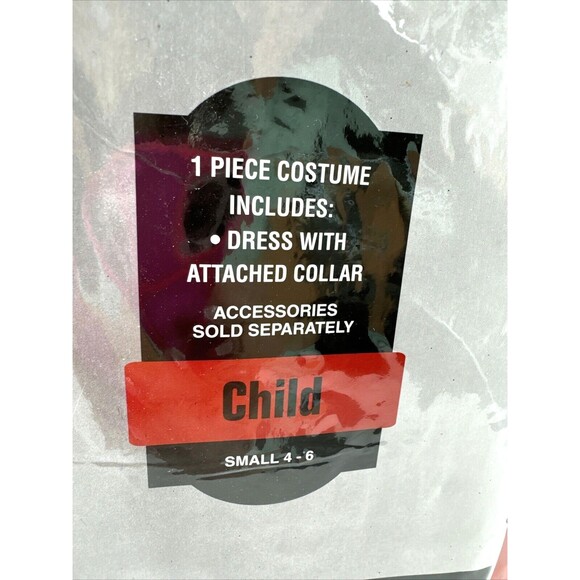 1 PIECE COSTUME
INCLUDES:
• DRESS WITH
ATTACHED COLLAR
ACCESSORIES
SOLD SEPARATELY
Child
SMALL 4 - 6